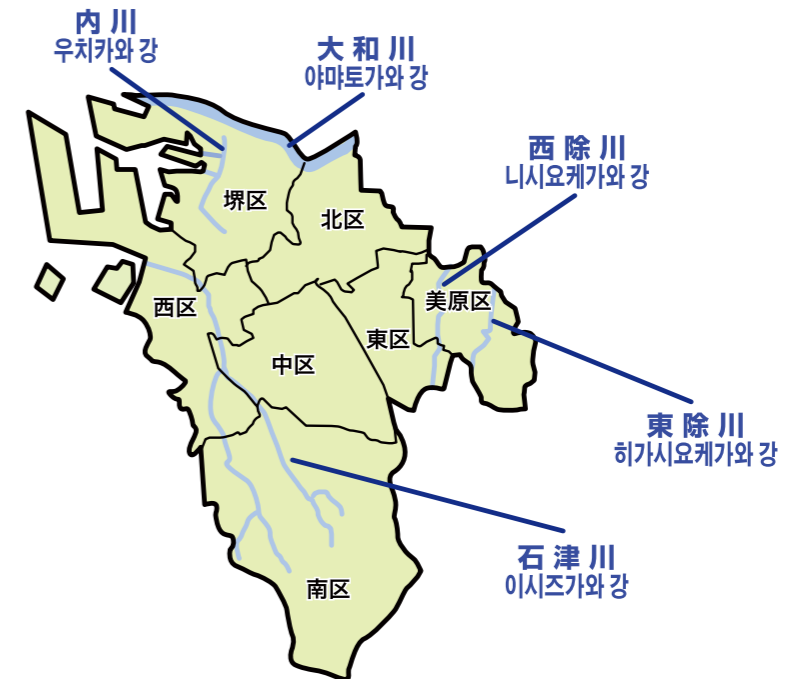 内川
우치카와 강
大和川
야먀토가와 강
西除川
니시요케가와 강
堺区
北区
西区
美原区
東区
中区
東除川
히가시요케가와 강
石津川
이시즈가와 강
南区